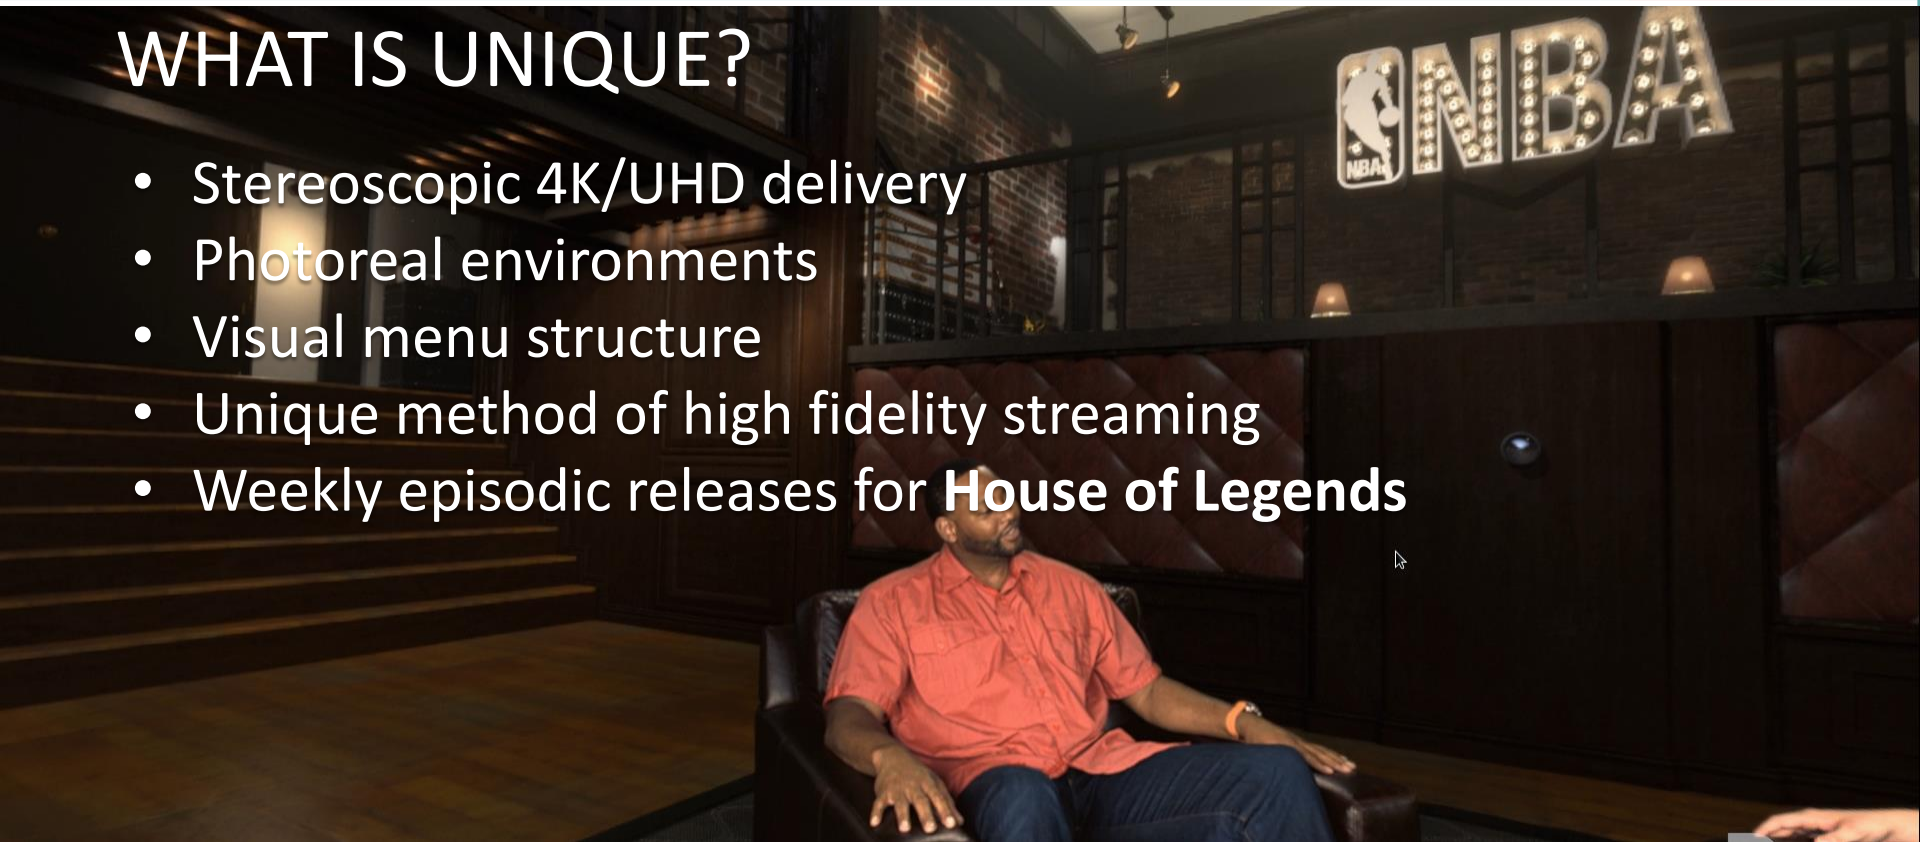 WHAT IS UNIQUE?
NBA
NBA
• Stereoscopic 4K/UHD delivery
• Photoreal environments
• Visual menu structure
• Unique method of high fidelity streaming
• Weekly episodic releases for House of Legends